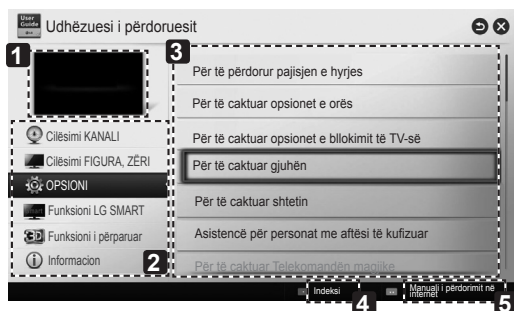 User
Guide
Udhëzuesi i përdoruesit
1
3
Për të përdorur pajisjen e hyrjes
Për të caktuar opsionet e orës
Për të caktuar opsionet e bllokimit të TV-së
Për të caktuar gjuhën
Për të caktuar shtetin
Asistencë për personat me aftësi të kufizuar
Për të caktuar Telekomandën magjike
Cilësimi KANALI
Cilësimi FIGURA, ZËRI
OPSIONI
Funksioni LG SMART
3D Funksioni i përparuar
Informacion
2
Indeksi
4
Manuali i përdorimit në
internet
5